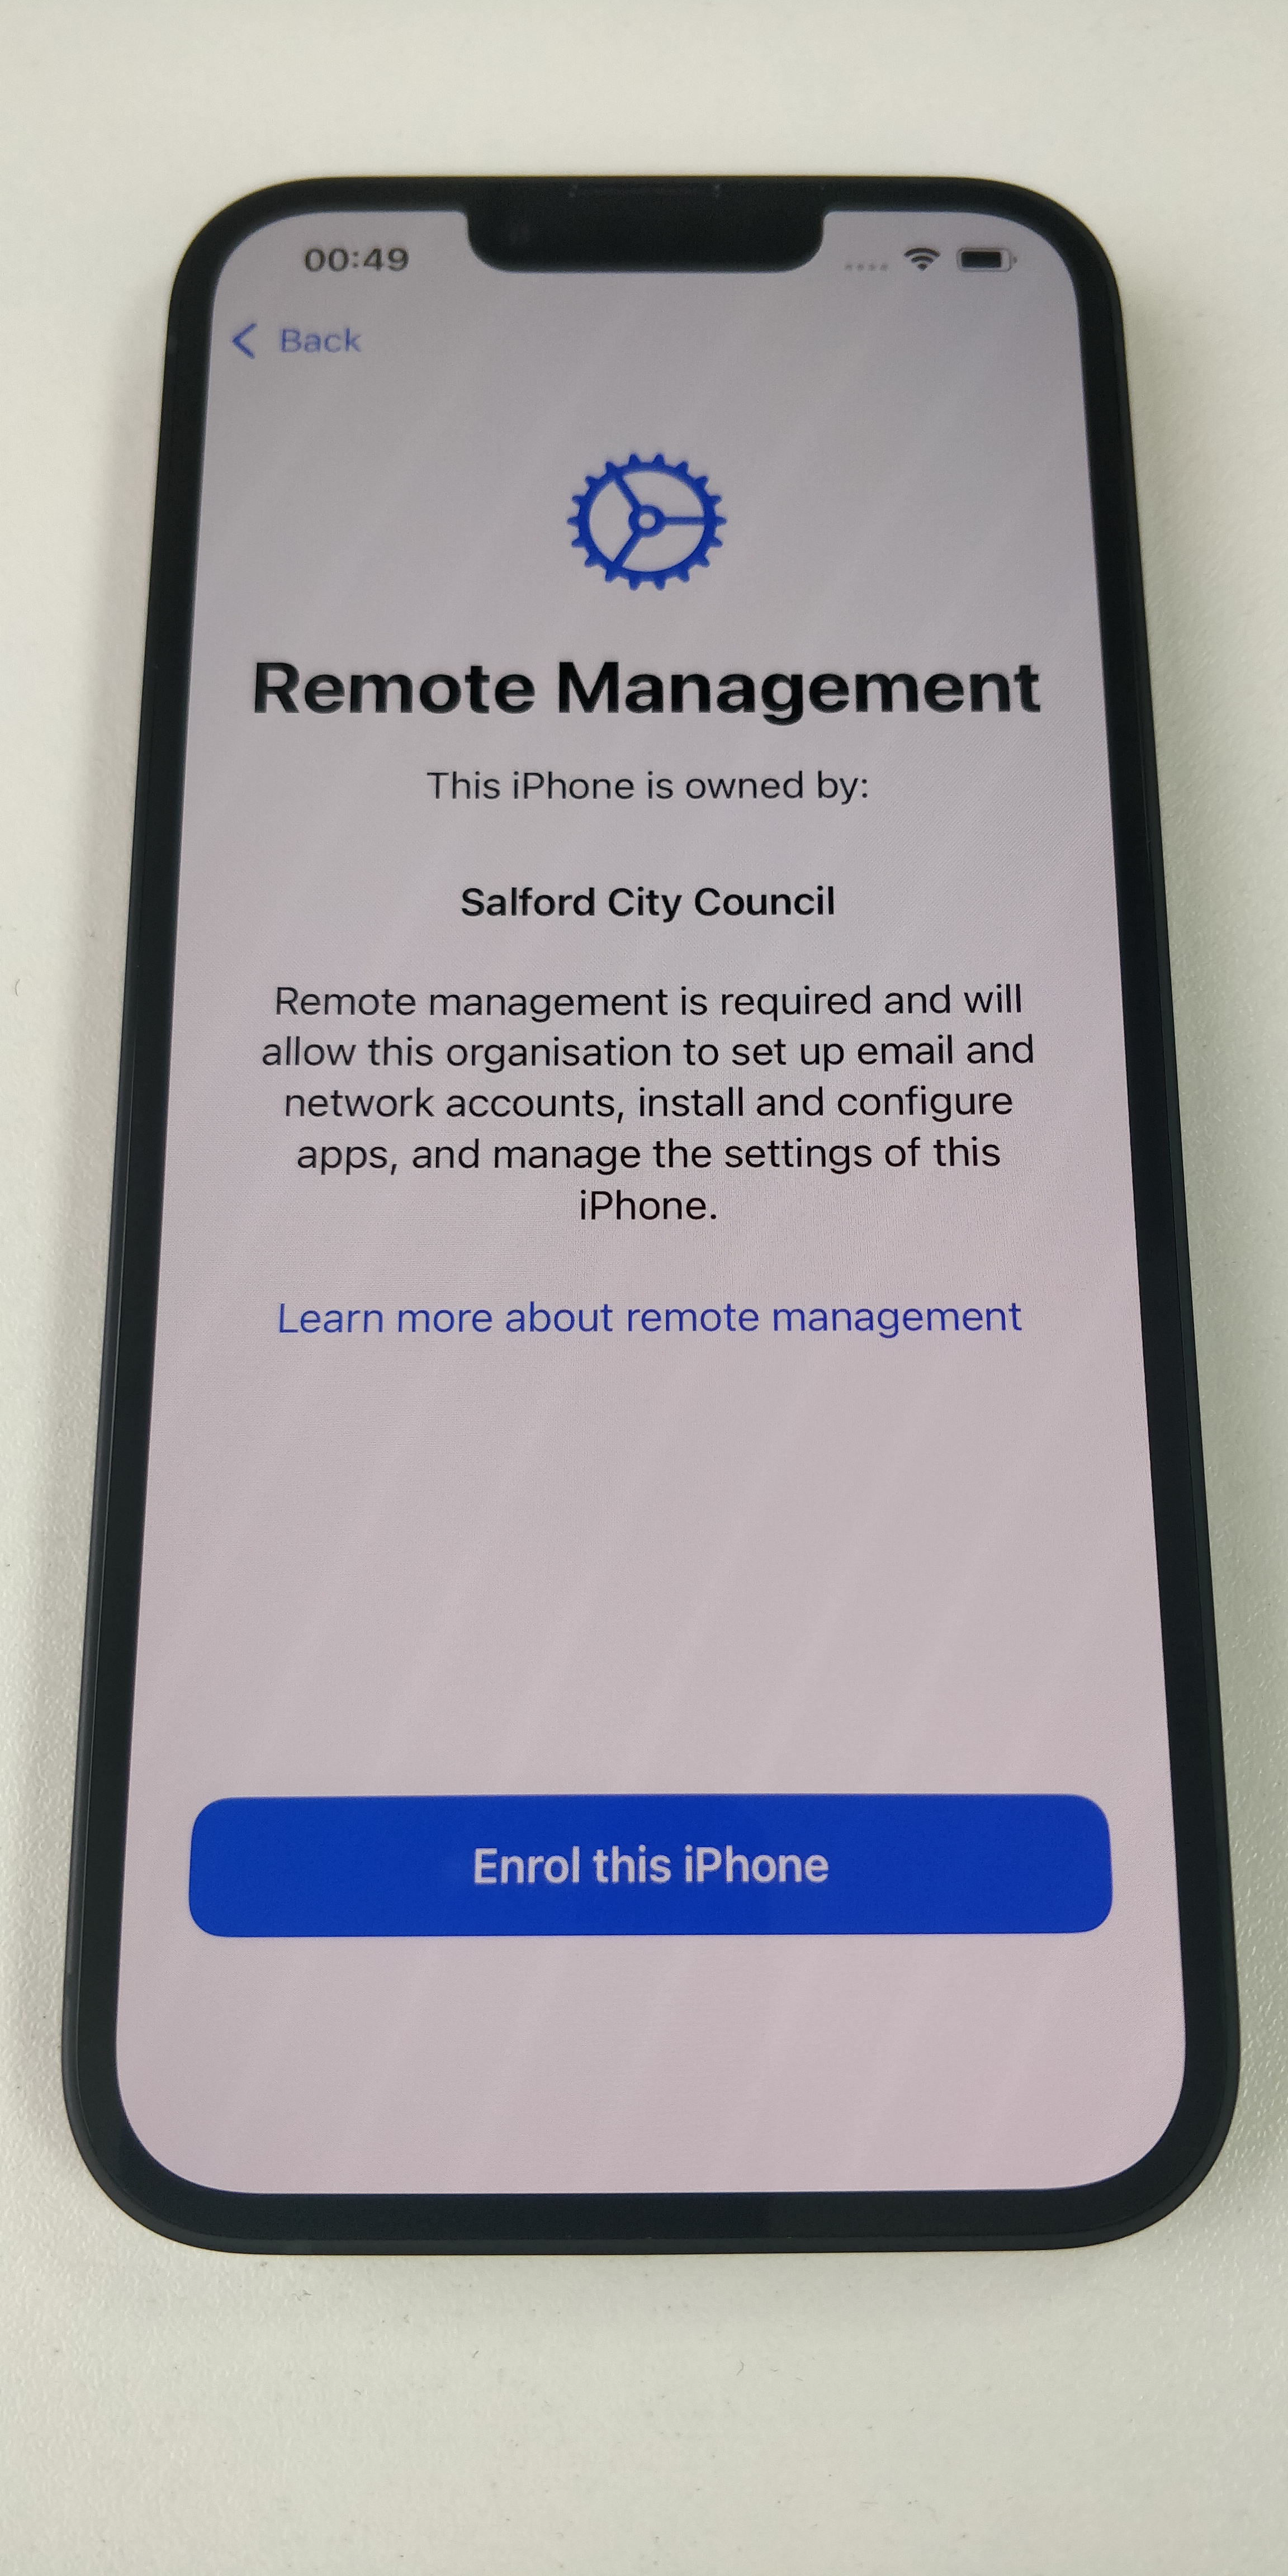 00:49
Back
Remote Management
This iPhone is owned by:
Salford City Council
Remote management is required and will
allow this organisation to set up email and
network accounts, install and configure
apps, and manage the settings of this
iPhone.
Learn more about remote management
Enrol this iPhone